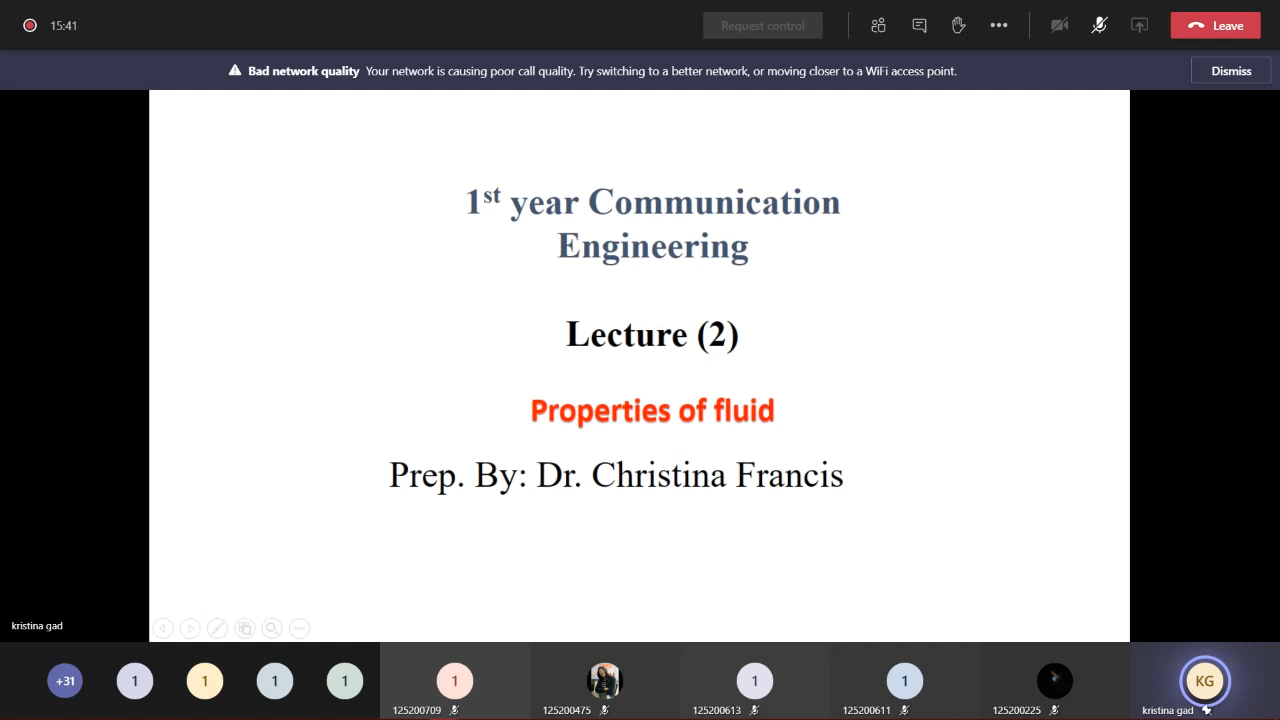 15:41
Request control
Leave
Bad network quality Your network is causing poor call quality. Try switching to a better network, or moving closer to a WiFi access point.
Dismiss
1st year Communication
Engineering
Lecture (2)
Properties of fluid
Prep. By: Dr. Christina Francis
kristina gad
+31
1
1
1
1
1
1
1
KG
125200709
125200475
125200613
125200611
125200225
kristina gad